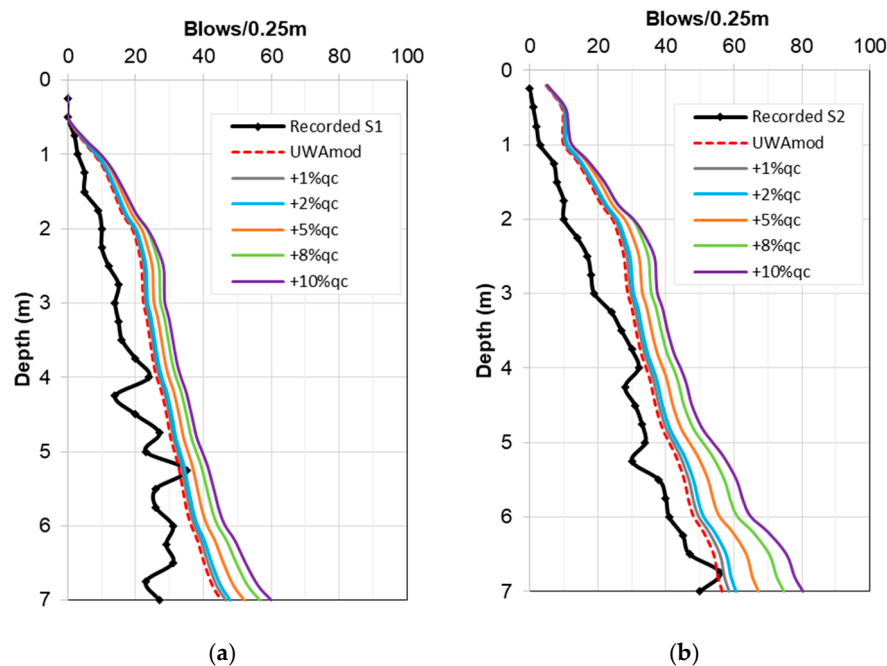 Blows/0.25m
0 20 40 60 80 100
0
1
2
3
4
5
6
7
Depth (m)
Recorded S1
UWAmod
+1%qc
+2%qc
+5%qc
+8%qc
+10%qc
(a)
Blows/0.25m
0 20 40 60 80 100
0
1
2
3
4
5
6
7
Depth (m)
Recorded S2
UWAmod
+1%qc
+2%qc
+5%qc
+8%qc
+10%qc
(b)